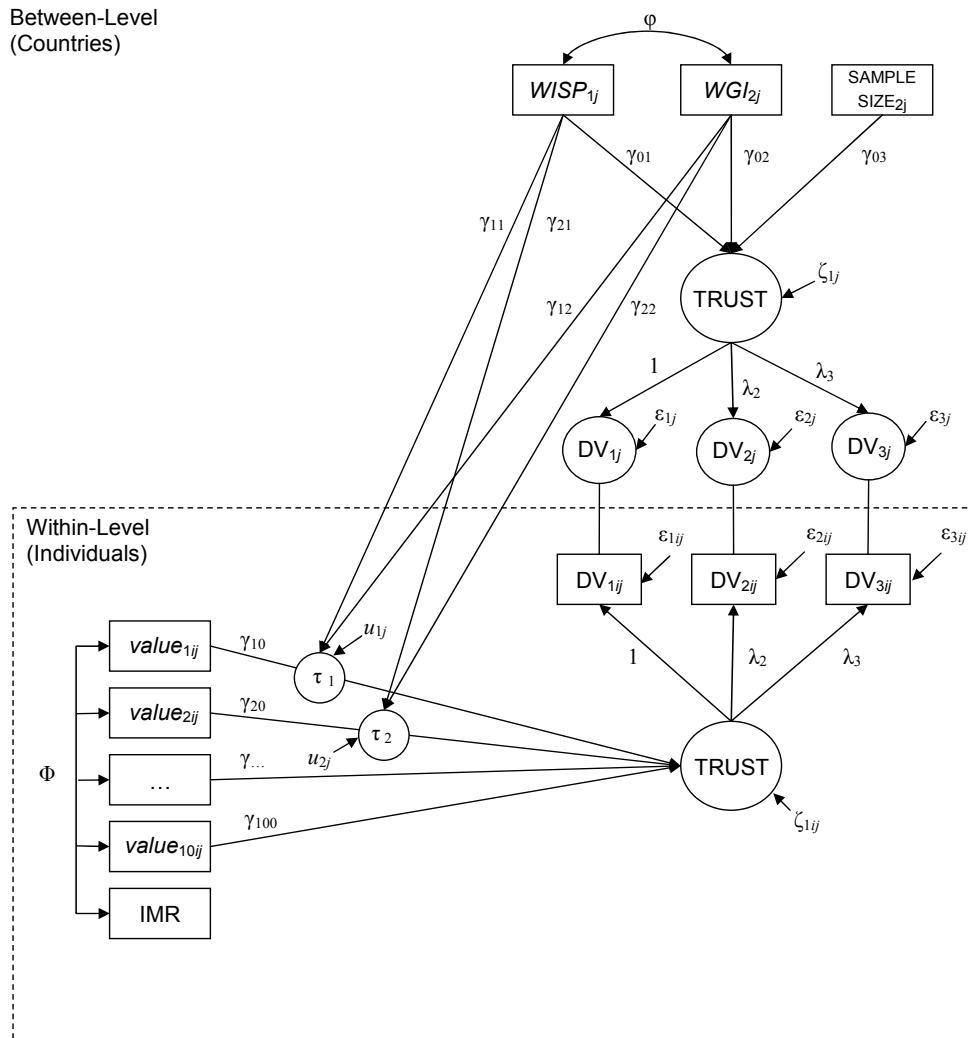 Between-Level
(Countries)
φ
WISP1j
WGI2j
SAMPLE
SIZE2j
γ01
γ02
γ03
γ11
γ21
γ12
γ22
TRUST
ζ1j
1
λ2
λ3
ε1j
ε2j
ε3j
DV1j
DV2j
DV3j
Within-Level
(Individuals)
ε1ij
ε2ij
ε3ij
DV1ij
DV2ij
DV3ij
value1ij
γ10
u1j
τ1
1
λ2
λ3
value2ij
γ20
τ2
u2j
Φ
…
γ…
TRUST
ζ1ij
value10ij
γ100
IMR